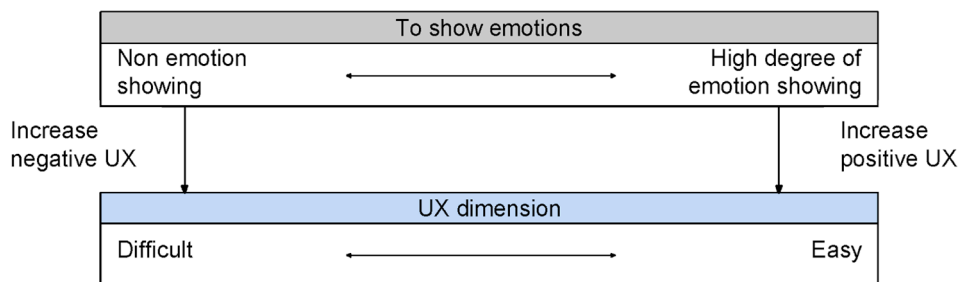 To show emotions
Non emotion
showing
High degree of
emotion showing
Increase
negative UX
Increase
positive UX
UX dimension
Difficult
Easy